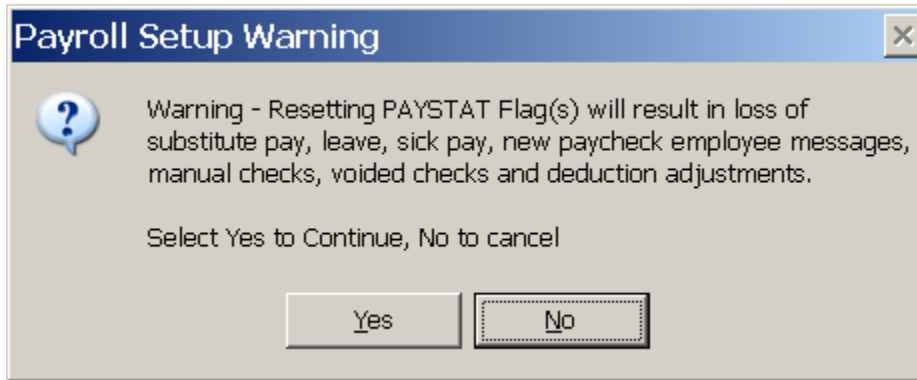 Payroll Setup Warning
Warning - Resetting PAYSTAT Flag(s) will result in loss of
substitute pay, leave, sick pay, new paycheck employee messages,
manual checks, voided checks and deduction adjustments.
Select Yes to Continue, No to cancel
Yes
No